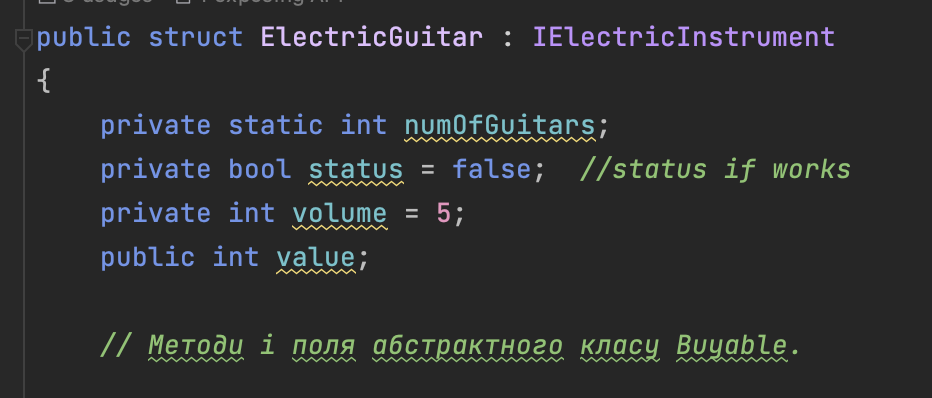 public struct ElectricGuitar : IElectricInstrument
{
private static int numOfGuitars;
private bool status = false;  //status if works
private int volume = 5;
public int value;
// Методи і поля абстрактного класу Buyable.